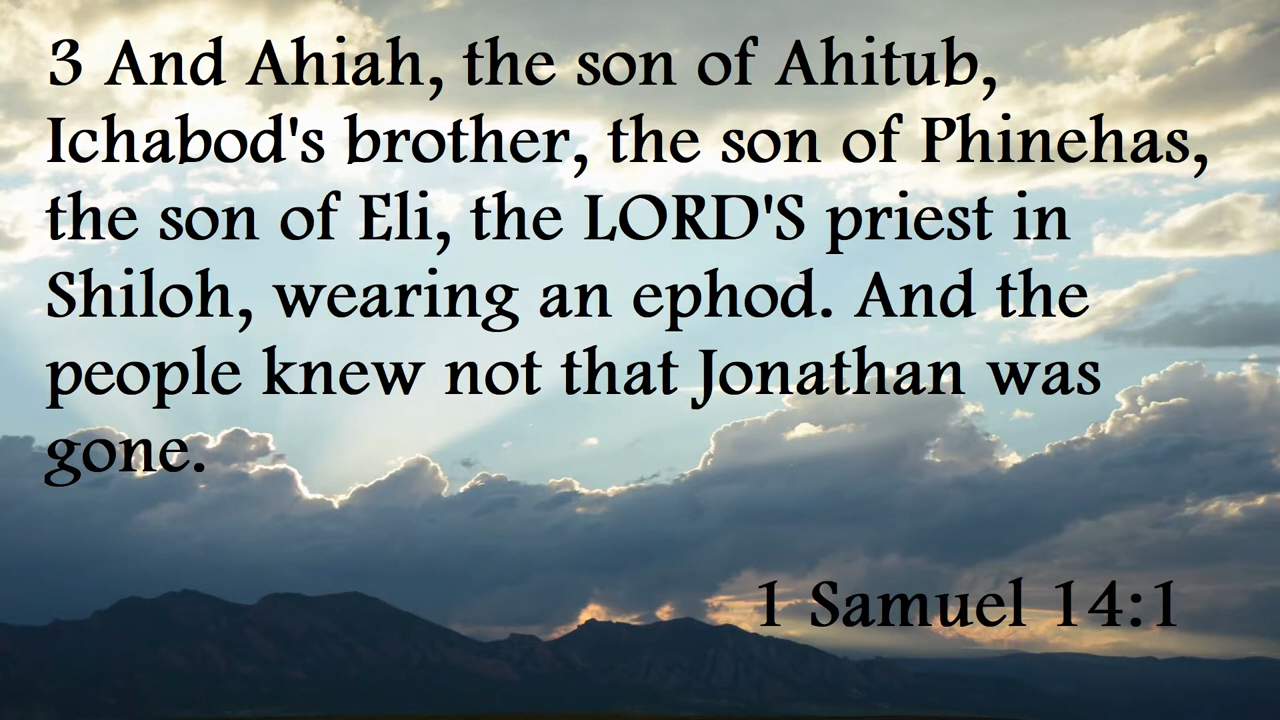 3 And Ahiah, the son of Ahitub,
Ichabod's brother, the son of Phinehas,
the son of Eli, the LORD'S priest in
Shiloh, wearing an ephod. And the
people knew not that Jonathan was
gone.
1 Samuel 14:1